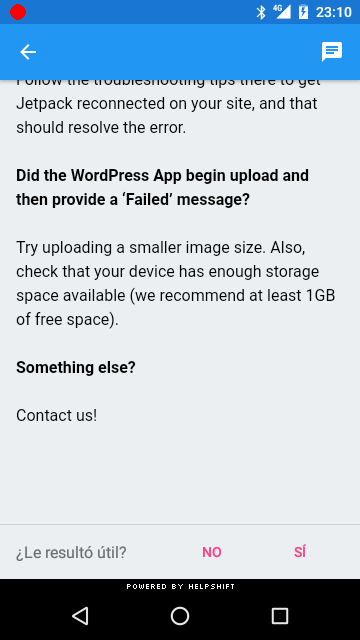 4G 23:10
Follow the troubleshooting tips there to get
Jetpack reconnected on your site, and that
should resolve the error.
Did the WordPress App begin upload and
then provide a ‘Failed’ message?
Try uploading a smaller image size. Also,
check that your device has enough storage
space available (we recommend at least 1GB
of free space).
Something else?
Contact us!
¿Le resultó útil? NO SÍ
POWERED BY HELPSHIFT